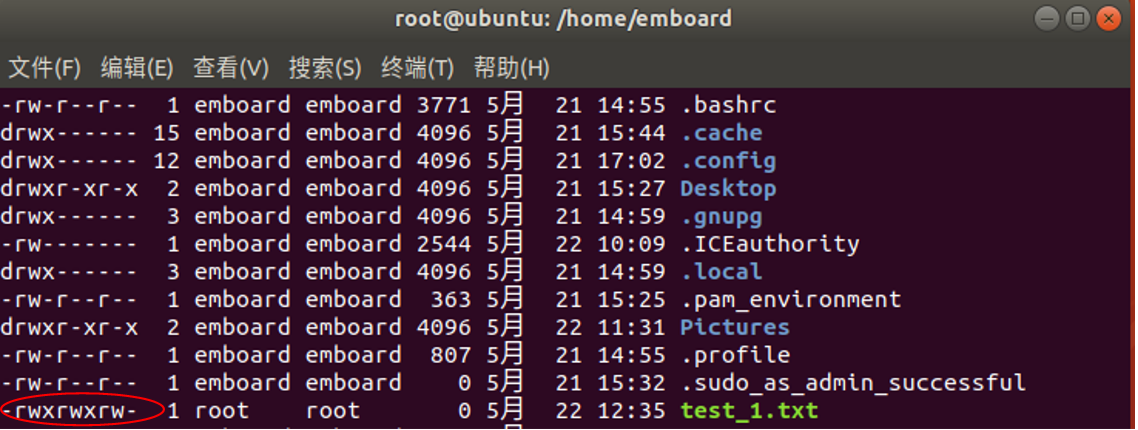 root@ubuntu: /home/emboard
文件(F) 编辑(E) 查看(V) 搜索(S) 终端(T) 帮助(H)
-rw-r--r-- 1 emboard emboard 3771 5月 21 14:55 .bashrc
drwx------ 15 emboard emboard 4096 5月 21 15:44 .cache
drwx------ 12 emboard emboard 4096 5月 21 17:02 .config
drwxr-xr-x 2 emboard emboard 4096 5月 21 15:27 Desktop
drwx------ 3 emboard emboard 4096 5月 21 14:59 .gnupg
-rw------- 1 emboard emboard 2544 5月 22 10:09 .ICEauthority
drwx------ 3 emboard emboard 4096 5月 21 14:59 .local
-rw-r--r-- 1 emboard emboard 363 5月 21 15:25 .pam_environment
drwxr-xr-x 2 emboard emboard 4096 5月 22 11:31 Pictures
-rw-r--r-- 1 emboard emboard 807 5月 21 14:55 .profile
-rw-r--r-- 1 emboard emboard 0 5月 21 15:32 .sudo_as_admin_successful
-rwxrwxrw- 1 root root 0 5月 22 12:35 test_1.txt